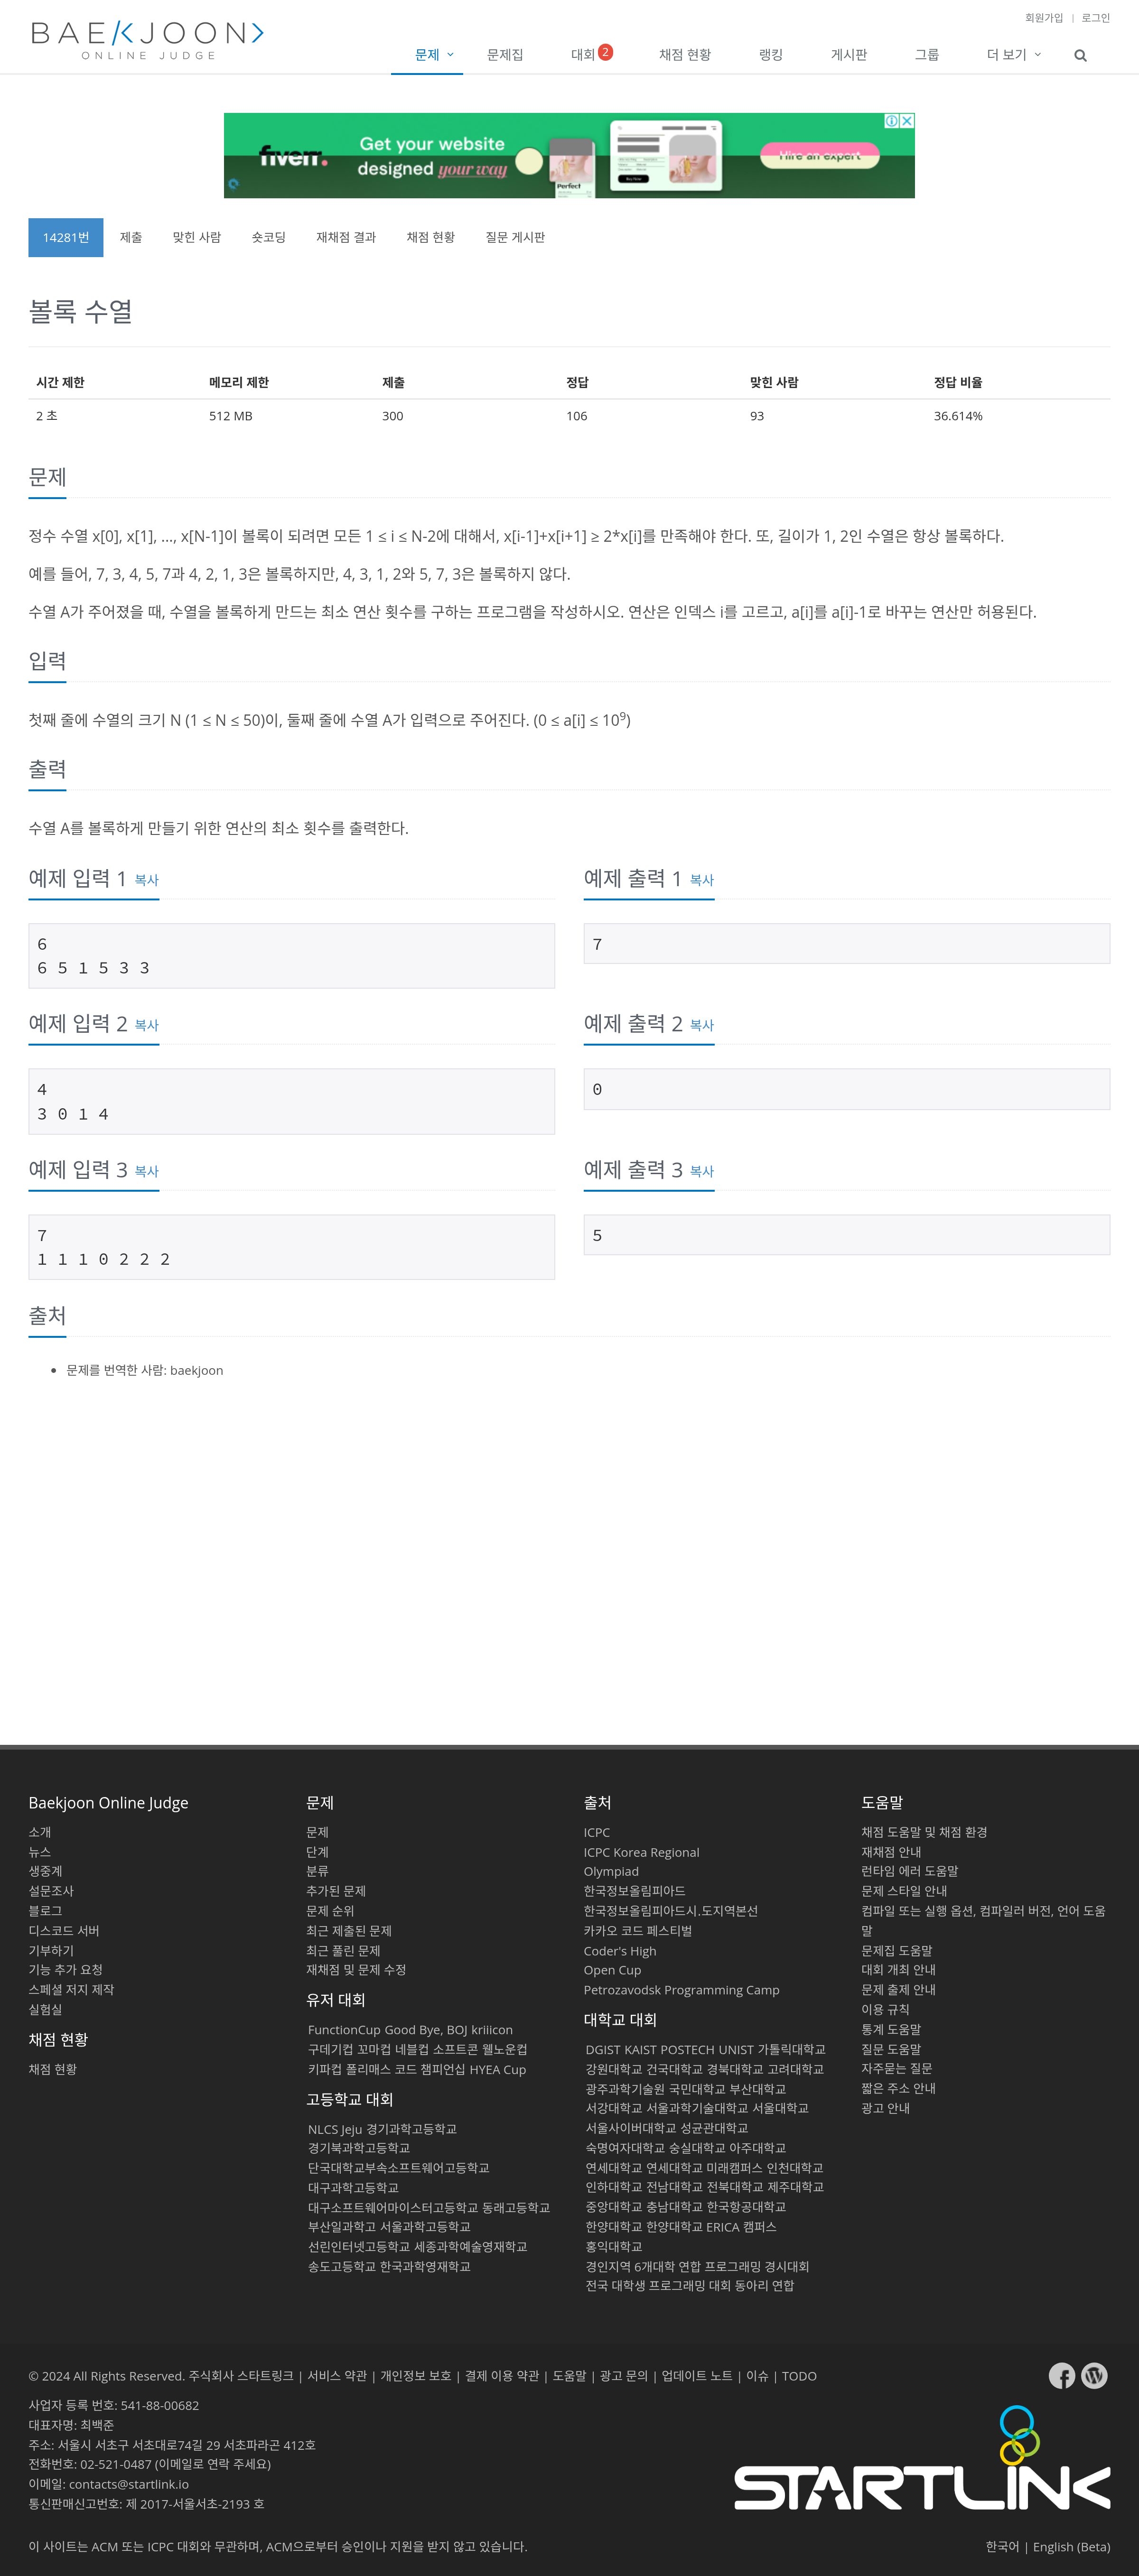 회원가입 | 로그인
BAEKJOON>
ONLINE JUDGE
문제 문제집 대회 2 채점 현황 랭킹 게시판 그룹 더 보기
fiverr. Get your website designed your way Perfect Buy Now Hire an expert
14281번 제출 맞힌 사람 숏코딩 재채점 결과 채점 현황 질문 게시판
볼록 수열
시간 제한 메모리 제한 제출 정답 맞힌 사람 정답 비율
2 초 512 MB 300 106 93 36.614%
문제
정수 수열 x[0], x[1], ..., x[N-1]이 볼록이 되려면 모든 1 ≤ i ≤ N-2에 대해서, x[i-1]+x[i+1] ≥ 2*x[i]를 만족해야 한다. 또, 길이가 1, 2인 수열은 항상 볼록하다.
예를 들어, 7, 3, 4, 5, 7과 4, 2, 1, 3은 볼록하지만, 4, 3, 1, 2와 5, 7, 3은 볼록하지 않다.
수열 A가 주어졌을 때, 수열을 볼록하게 만드는 최소 연산 횟수를 구하는 프로그램을 작성하시오. 연산은 인덱스 i를 고르고, a[i]를 a[i]-1로 바꾸는 연산만 허용된다.
입력
첫째 줄에 수열의 크기 N (1 ≤ N ≤ 50)이, 둘째 줄에 수열 A가 입력으로 주어진다. (0 ≤ a[i] ≤ 10⁹)
출력
수열 A를 볼록하게 만들기 위한 연산의 최소 횟수를 출력한다.
예제 입력 1 복사
6
6 5 1 5 3 3
예제 출력 1 복사
7
예제 입력 2 복사
4
3 0 1 4
예제 출력 2 복사
0
예제 입력 3 복사
7
1 1 1 0 2 2 2
예제 출력 3 복사
5
출처
문제를 번역한 사람: baekjoon
Baekjoon Online Judge
소개
뉴스
생중계
설문조사
블로그
디스코드 서버
기부하기
기능 추가 요청
스페셜 저지 제작
실험실
채점 현황
채점 현황
문제
문제
단계
분류
추가된 문제
문제 순위
최근 제출된 문제
최근 풀린 문제
재채점 및 문제 수정
유저 대회
FunctionCup Good Bye, BOJ kriiicon
구데기컵 꼬마컵 네블컵 소프트콘 웰노운컵
키파컵 폴리매스 코드 챔피언십 HYEA Cup
고등학교 대회
NLCS Jeju 경기과학고등학교
경기북과학고등학교
단국대학교부속소프트웨어고등학교
대구과학고등학교
대구소프트웨어마이스터고등학교 동래고등학교
부산일과학고 서울과학고등학교
선린인터넷고등학교 세종과학예술영재학교
송도고등학교 한국과학영재학교
출처
ICPC
ICPC Korea Regional
Olympiad
한국정보올림피아드
한국정보올림피아드시.도지역본선
카카오 코드 페스티벌
Coder's High
Open Cup
Petrozavodsk Programming Camp
대학교 대회
DGIST KAIST POSTECH UNIST 가톨릭대학교
강원대학교 건국대학교 경북대학교 고려대학교
광주과학기술원 국민대학교 부산대학교
서강대학교 서울과학기술대학교 서울대학교
서울사이버대학교 성균관대학교
숙명여자대학교 숭실대학교 아주대학교
연세대학교 연세대학교 미래캠퍼스 인천대학교
인하대학교 전남대학교 전북대학교 제주대학교
중앙대학교 충남대학교 한국항공대학교
한양대학교 한양대학교 ERICA 캠퍼스
홍익대학교
경인지역 6개대학 연합 프로그래밍 경시대회
전국 대학생 프로그래밍 대회 동아리 연합
도움말
채점 도움말 및 채점 환경
재채점 안내
런타임 에러 도움말
문제 스타일 안내
컴파일 또는 실행 옵션, 컴파일러 버전, 언어 도움
말
문제집 도움말
대회 개최 안내
문제 출제 안내
이용 규칙
통계 도움말
질문 도움말
자주묻는 질문
짧은 주소 안내
광고 안내
© 2024 All Rights Reserved. 주식회사 스타트링크 | 서비스 약관 | 개인정보 보호 | 결제 이용 약관 | 도움말 | 광고 문의 | 업데이트 노트 | 이슈 | TODO
사업자 등록 번호: 541-88-00682
대표자명: 최백준
주소: 서울시 서초구 서초대로74길 29 서초파라곤 412호
전화번호: 02-521-0487 (이메일로 연락 주세요)
이메일: contacts@startlink.io
통신판매신고번호: 제 2017-서울서초-2193 호
STARTLINK
이 사이트는 ACM 또는 ICPC 대회와 무관하며, ACM으로부터 승인이나 지원을 받지 않고 있습니다.
한국어 | English (Beta)